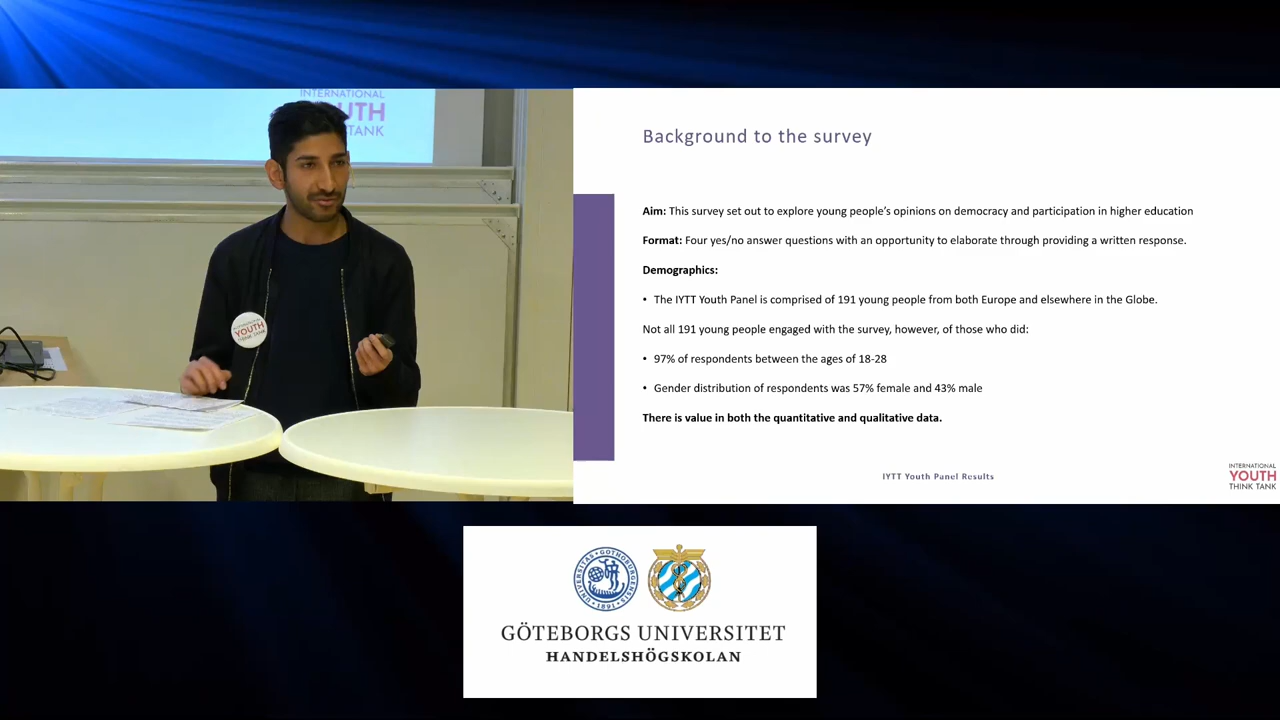 INTERNATIONAL
UTH
TANK
YOUTH
THINK TANK
Background to the survey
Aim: This survey set out to explore young people's opinions on democracy and participation in higher education
Format: Four yes/no answer questions with an opportunity to elaborate through providing a written response.
Demographics:
• The IYTT Youth Panel is comprised of 191 young people from both Europe and elsewhere in the Globe.
Not all 191 young people engaged with the survey, however, of those who did:
• 97% of respondents between the ages of 18-28
• Gender distribution of respondents was 57% female and 43% male
There is value in both the quantitative and qualitative data.
IYTT Youth Panel Results
INTERNATIONAL
YOUTH
THINK TANK
UNIVERSITAS • GOTHOBURGENSIS
1891
GÖTEBORGS UNIVERSITET
HANDELSHÖGSKOLAN